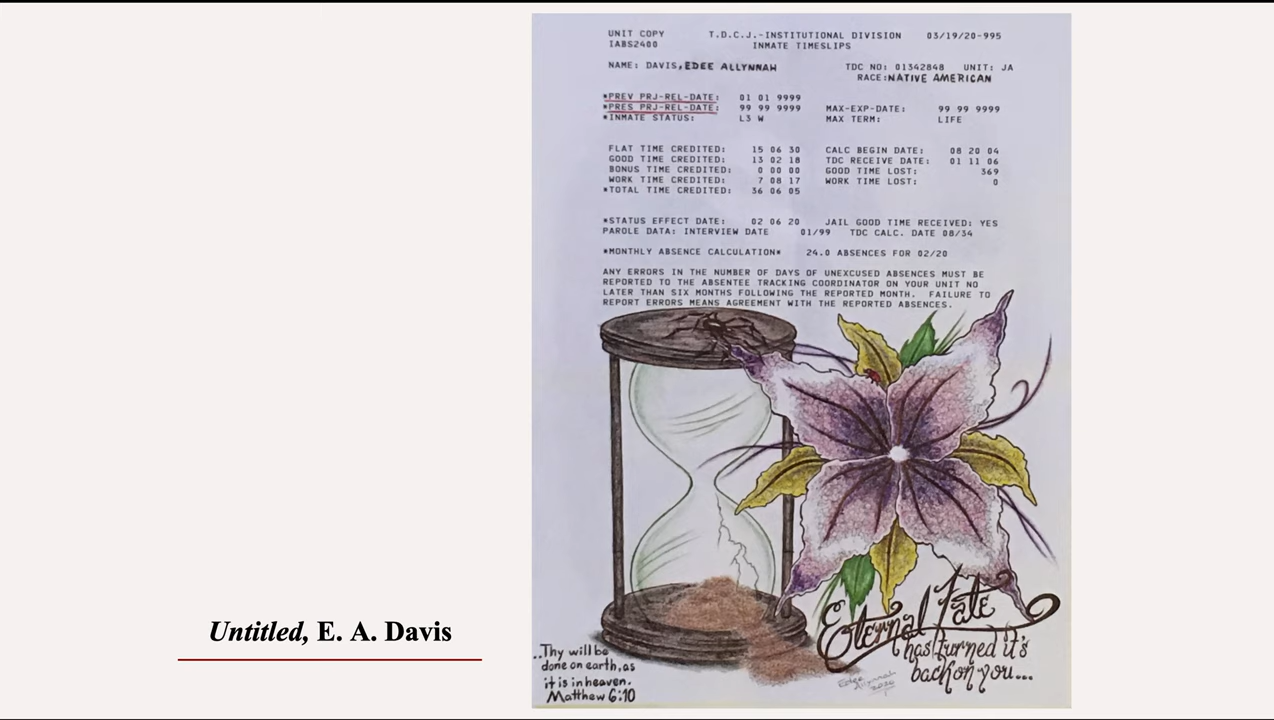 UNIT COPY T.D.C.J.-INSTITUTIONAL DIVISION 03/19/20-995
IABS2400 INMATE TIMESLIPS
NAME: DAVIS, EDEE ALLYNNAH TDC NO: 01342848 UNIT: JA
RACE: NATIVE AMERICAN
*PREV PRJ-REL-DATE: 01 01 9999
*PRES PRJ-REL-DATE: 99 99 9999 MAX-EXP-DATE: 99 99 9999
*INMATE STATUS: L3 W MAX TERM: LIFE
FLAT TIME CREDITED: 15 06 30 CALC BEGIN DATE: 08 20 04
GOOD TIME CREDITED: 13 02 18 TDC RECEIVE DATE: 01 11 06
BONUS TIME CREDITED: 0 00 00 GOOD TIME LOST: 369
WORK TIME CREDITED: 7 08 17 WORK TIME LOST: 0
*TOTAL TIME CREDITED: 36 06 05
*STATUS EFFECT DATE: 02 06 20 JAIL GOOD TIME RECEIVED: YES
PAROLE DATA: INTERVIEW DATE 01/99 TDC CALC. DATE 08/34
*MONTHLY ABSENCE CALCULATION* 24.0 ABSENCES FOR 02/20
ANY ERRORS IN THE NUMBER OF DAYS OF UNEXCUSED ABSENCES MUST BE
REPORTED TO THE ABSENTEE TRACKING COORDINATOR ON YOUR UNIT NO
LATER THAN SIX MONTHS FOLLOWING THE REPORTED MONTH. FAILURE TO
REPORT ERRORS MEANS AGREEMENT WITH THE REPORTED ABSENCES.
Eternal Fate
has turned it's
back on you...
..Thy will be
done on earth, as
it is in heaven.
Matthew 6:10
Edee
Allynnah
2020
Untitled, E. A. Davis